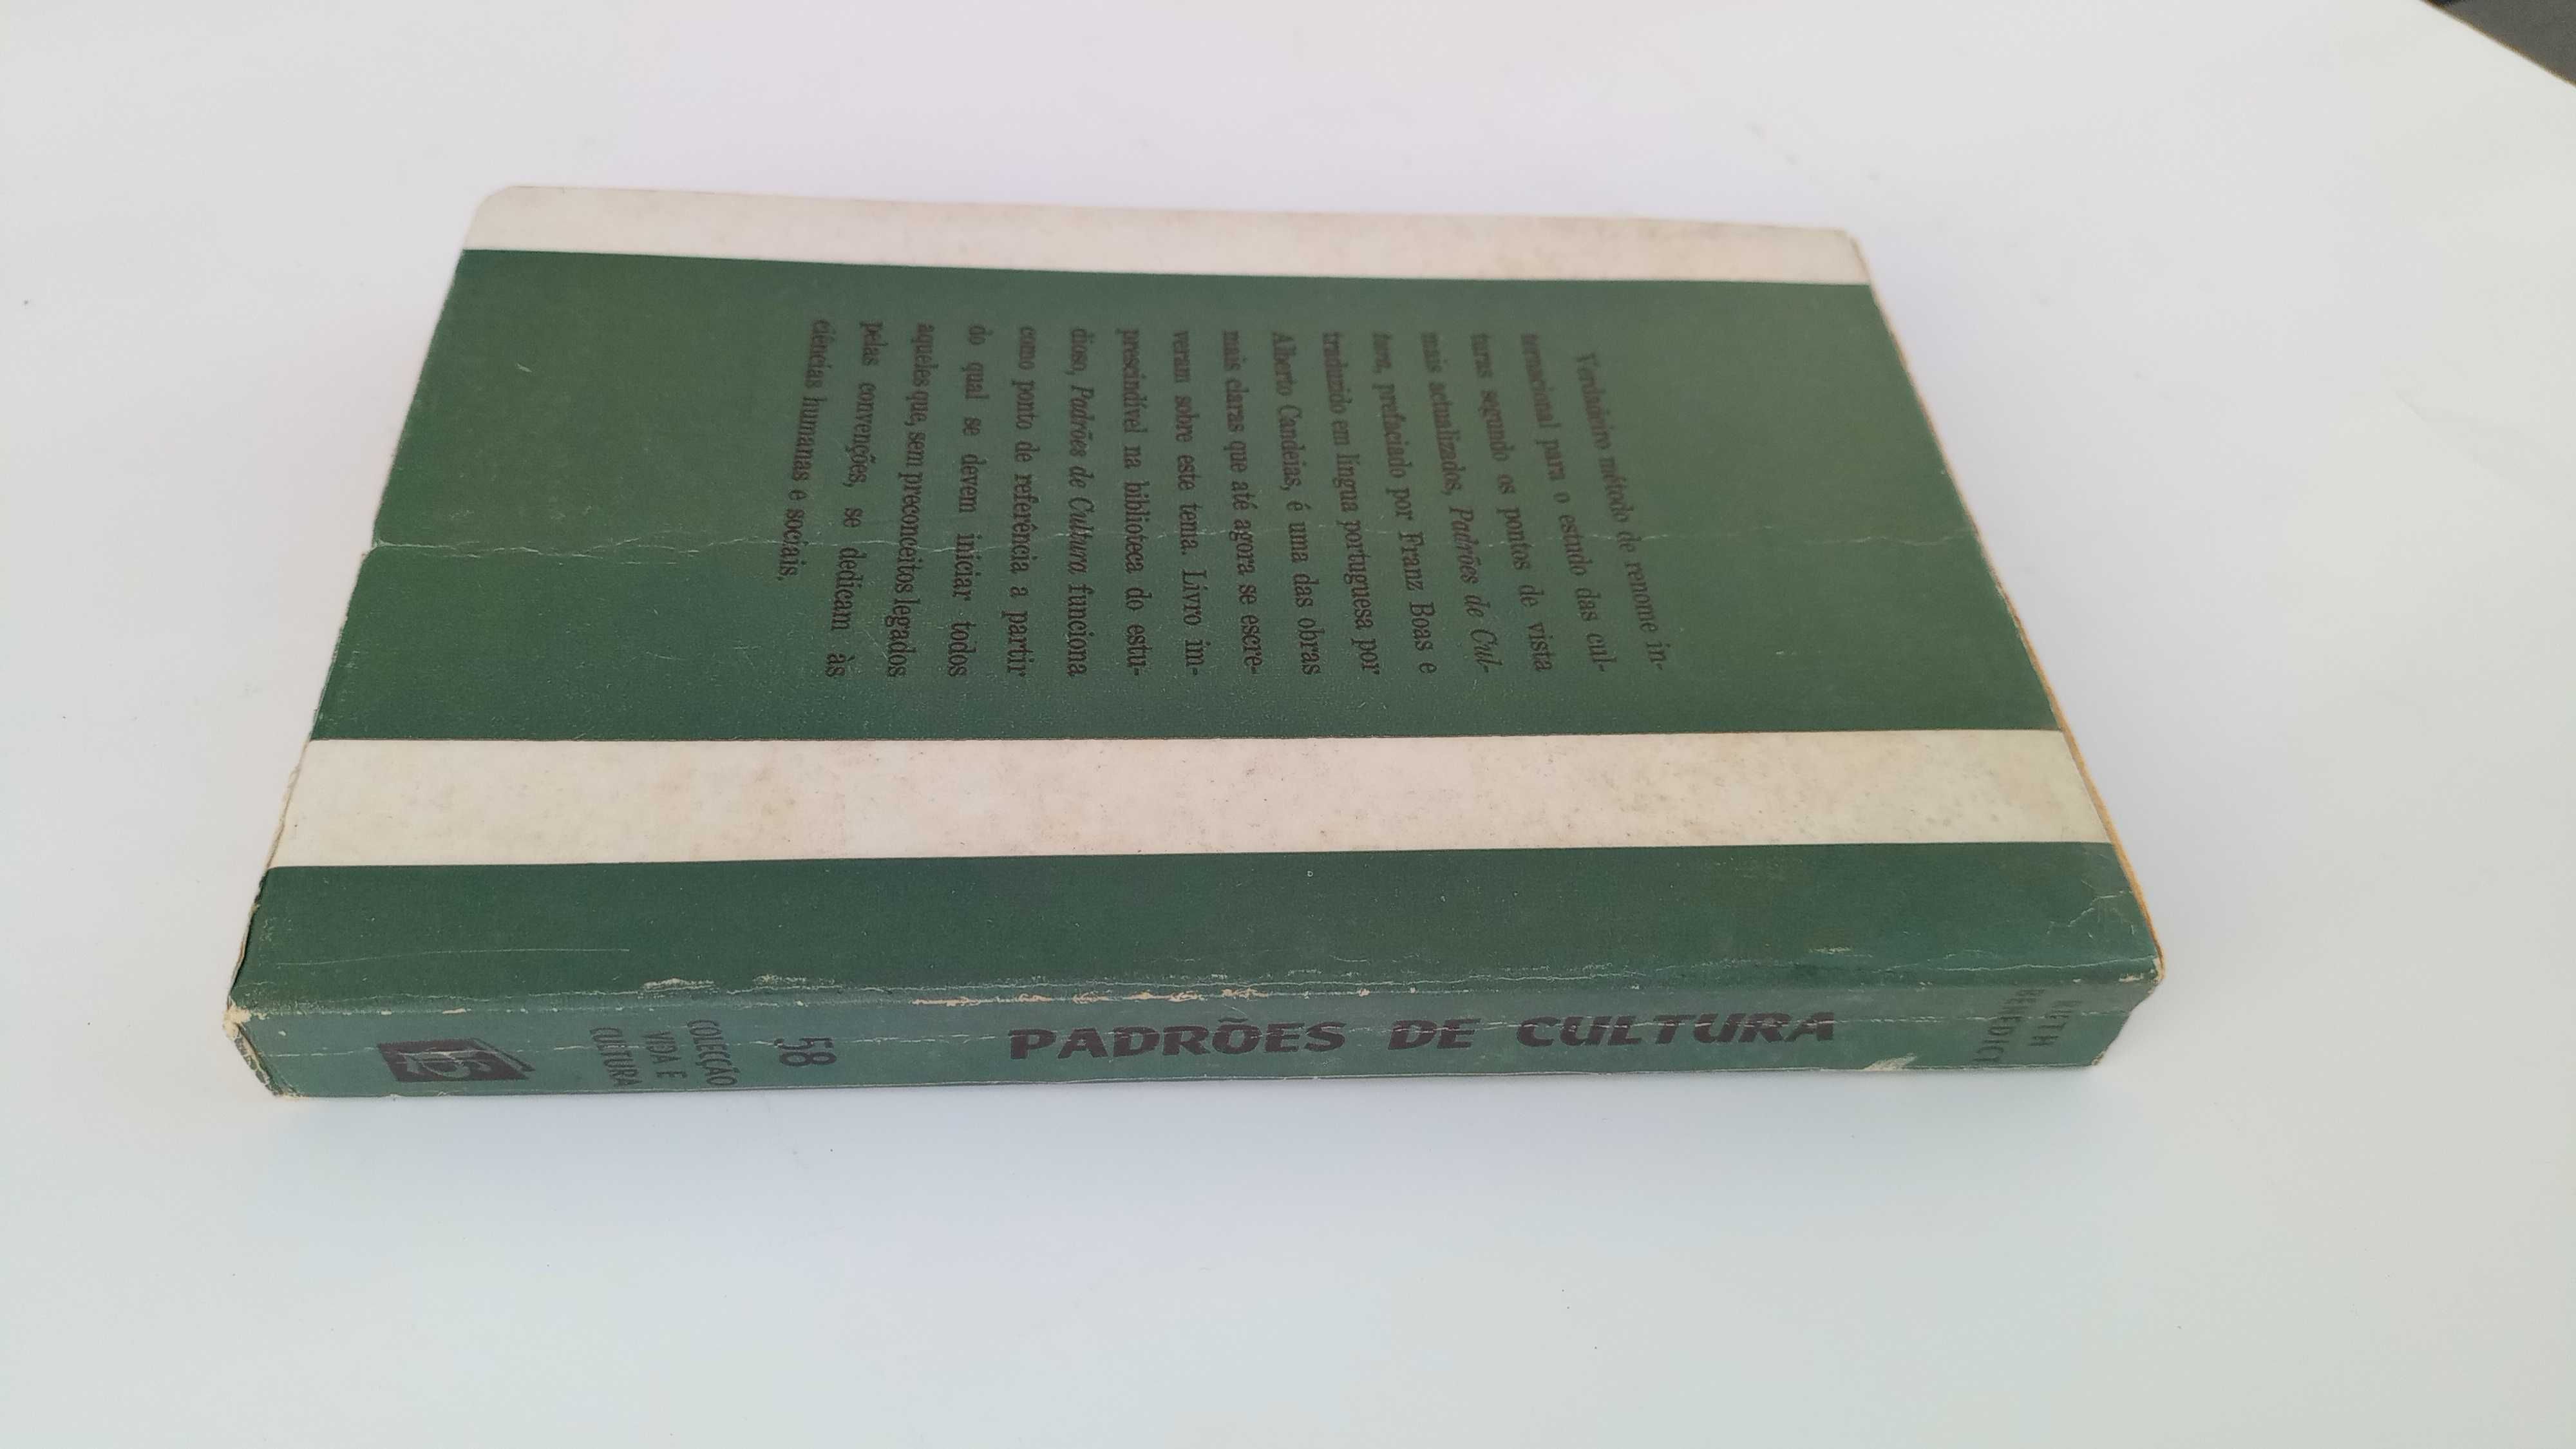 Verdadeiro método de renome in-
ternacional para o estudo das cul-
turas segundo os pontos de vista
mais actualizados, Padrões de Cul-
tura, prefaciado por Franz Boas e
traduzido em língua portuguesa por
Alberto Candeias, é uma das obras
mais claras que até agora se escre-
veram sobre este tema. Livro im-
prescindível na biblioteca do estu-
dioso, Padrões de Cultura funciona
como ponto de referência a partir
do qual se devem iniciar todos
aqueles que, sem preconceitos legados
pelas convenções, se dedicam às
ciências humanas e sociais.
RUTH
BENEDICT
PADRÕES DE CULTURA
58
COLECÇÃO
VIDA E
CULTURA
LB